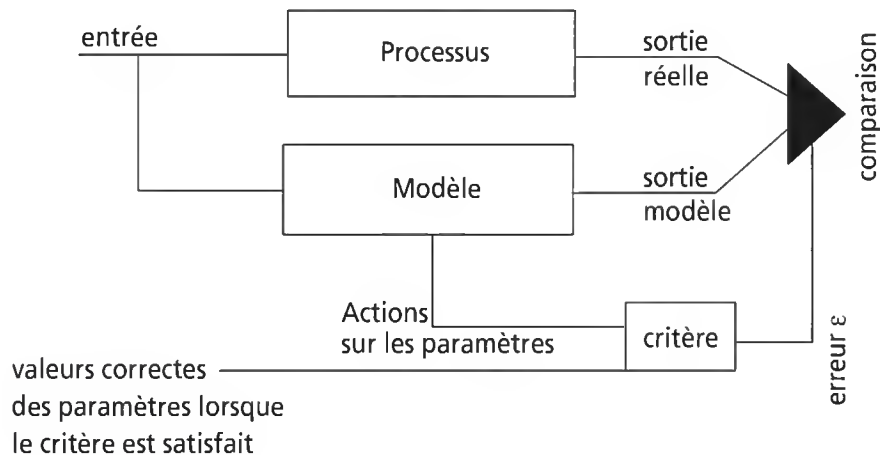 entrée
Processus
sortie
réelle
comparaison
Modèle
sortie
modèle
Actions
sur les paramètres
critère
erreur ε
valeurs correctes
des paramètres lorsque
le critère est satisfait